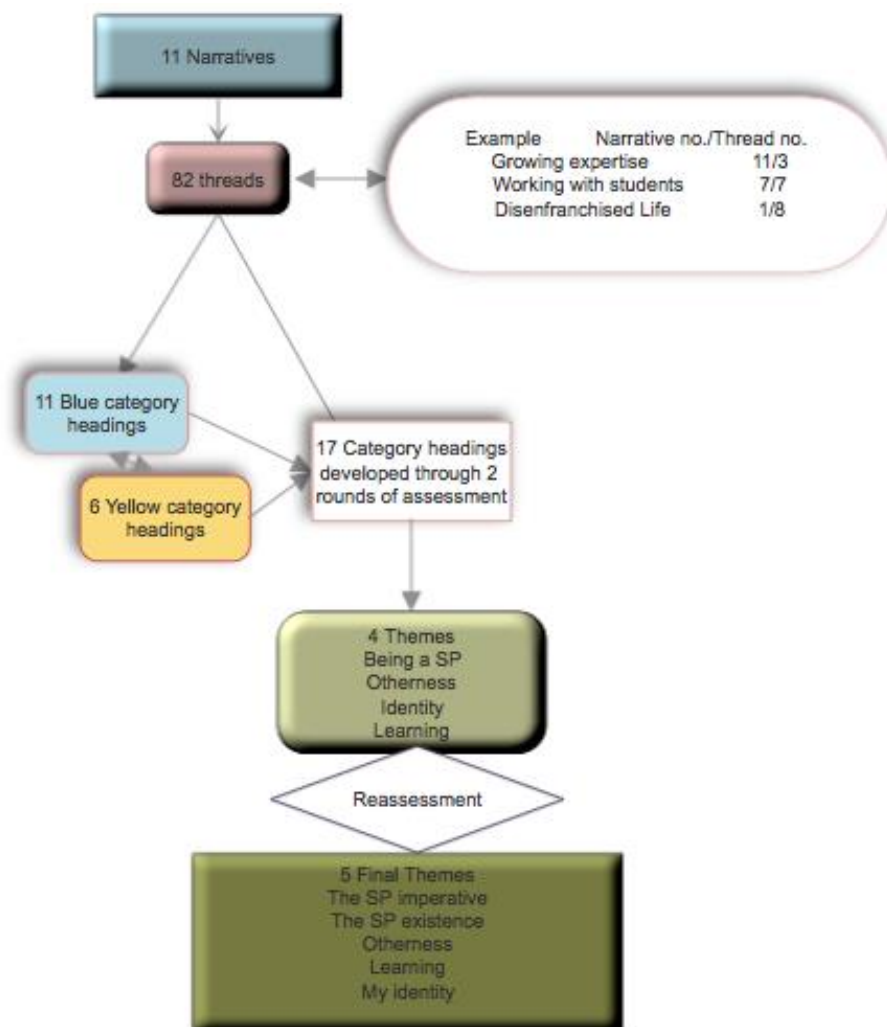 11 Narratives
82 threads
Example Narrative no./Thread no.
Growing expertise 11/3
Working with students 7/7
Disenfranchised Life 1/8
11 Blue category
headings
6 Yellow category
headings
17 Category headings
developed through 2
rounds of assessment
4 Themes
Being a SP
Otherness
Identity
Learning
Reassessment
5 Final Themes
The SP imperative
The SP existence
Otherness
Learning
My identity